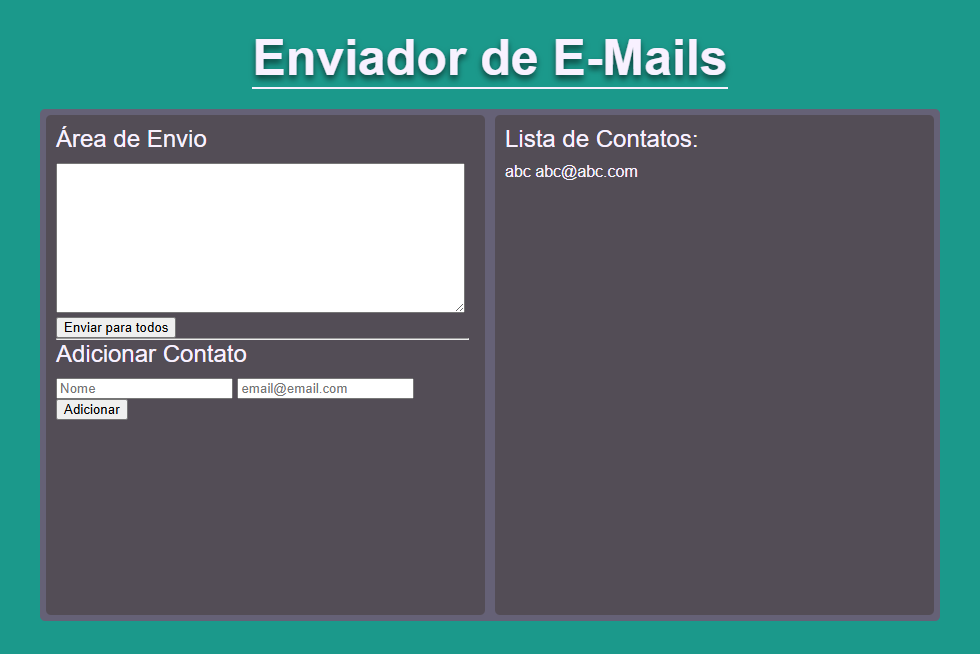 Enviador de E-Mails
Área de Envio
Enviar para todos
Adicionar Contato
Nome email@email.com
Adicionar
Lista de Contatos:
abc abc@abc.com